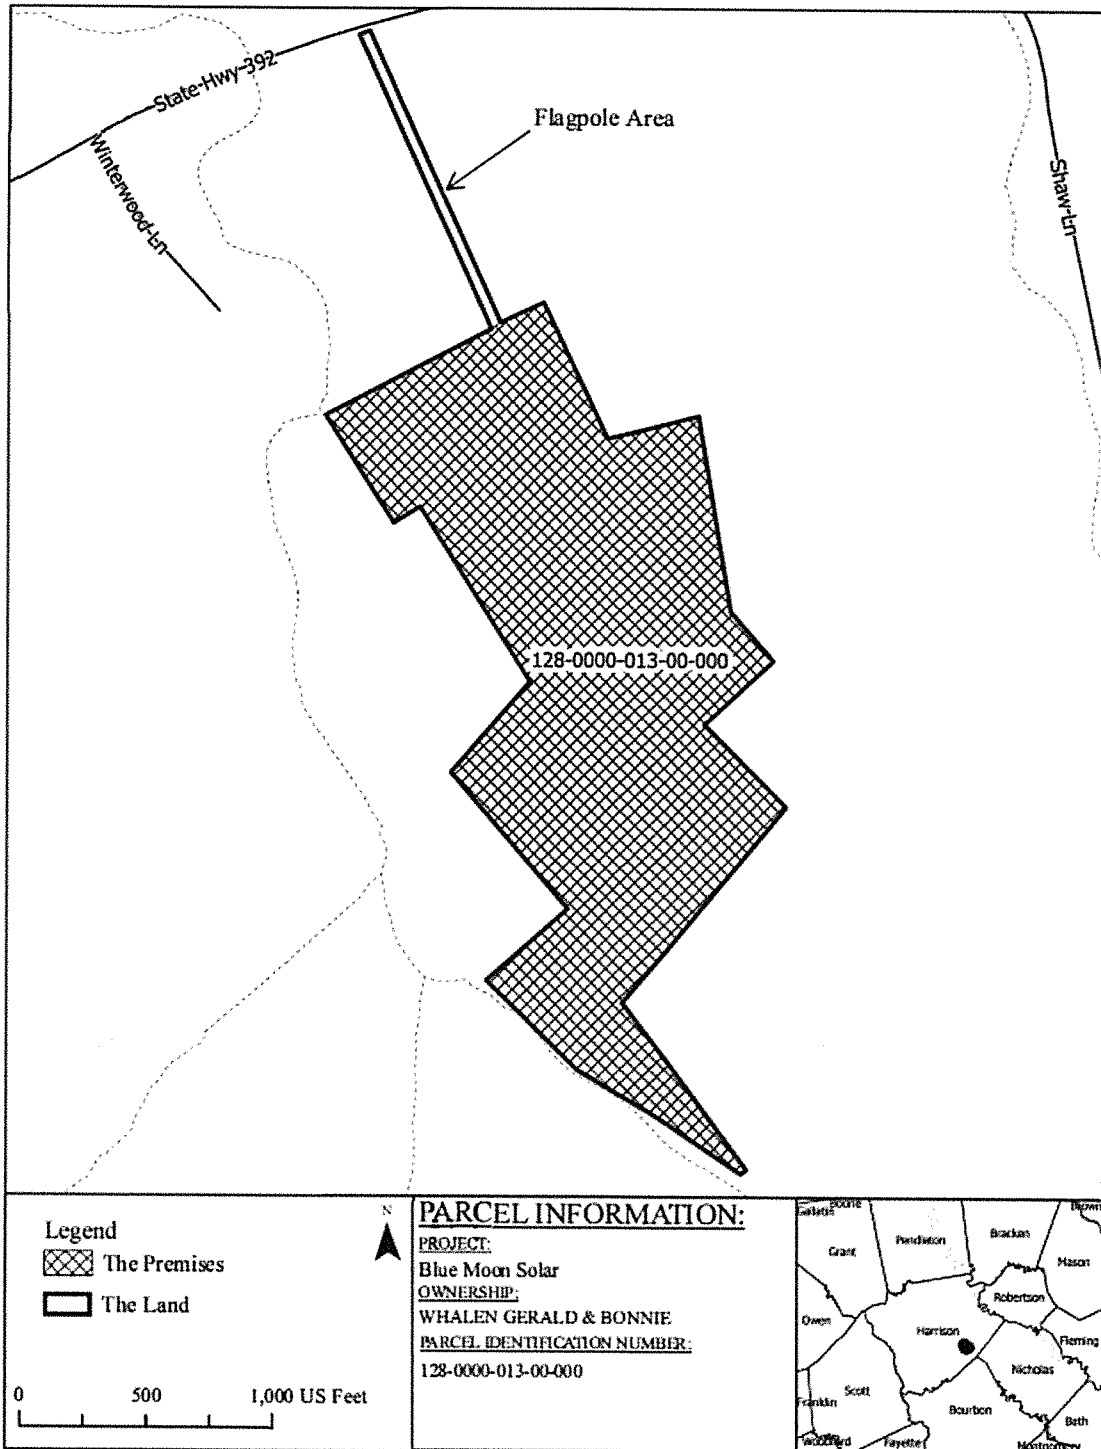 State-Hwy-392
Flagpole Area
Winterwood-Ln
Shaw-Ln
128-0000-013-00-000
Legend
The Premises
The Land
0 500 1,000 US Feet
N
PARCEL INFORMATION:
PROJECT:
Blue Moon Solar
OWNERSHIP:
WHALEN GERALD & BONNIE
PARCEL IDENTIFICATION NUMBER:
128-0000-013-00-000
Gallatin
Boone
Grant
Pendleton
Bracken
Brown
Mason
Robertson
Owen
Harrison
Fleming
Nicholas
Scott
Franklin
Bourbon
Bath
Woodford
Fayette
Montgomery